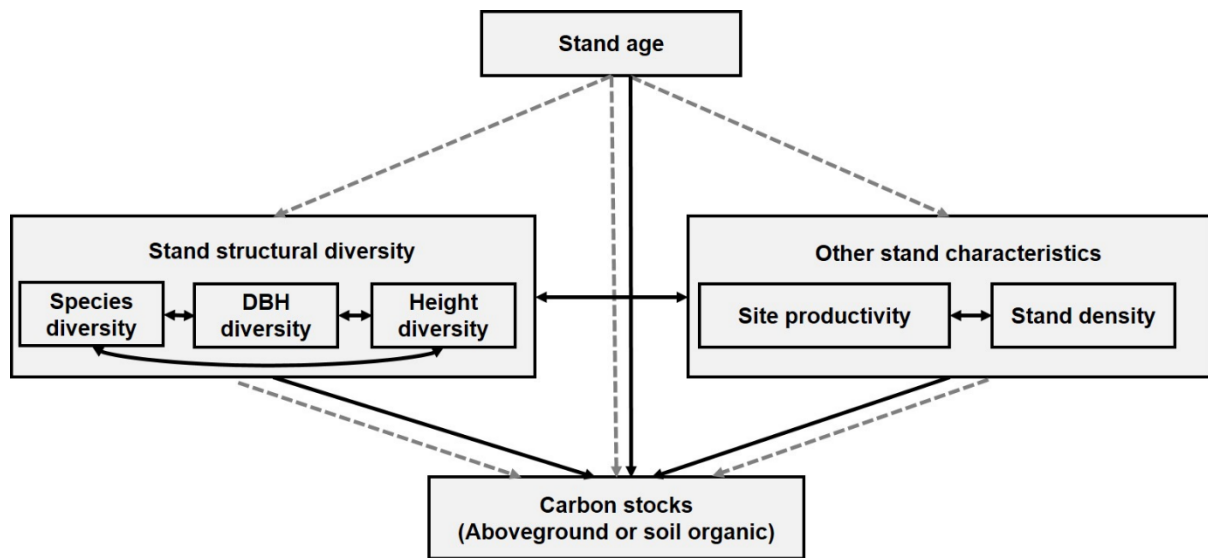 Stand age
Stand structural diversity
Species
diversity
DBH
diversity
Height
diversity
Other stand characteristics
Site productivity
Stand density
Carbon stocks
(Aboveground or soil organic)